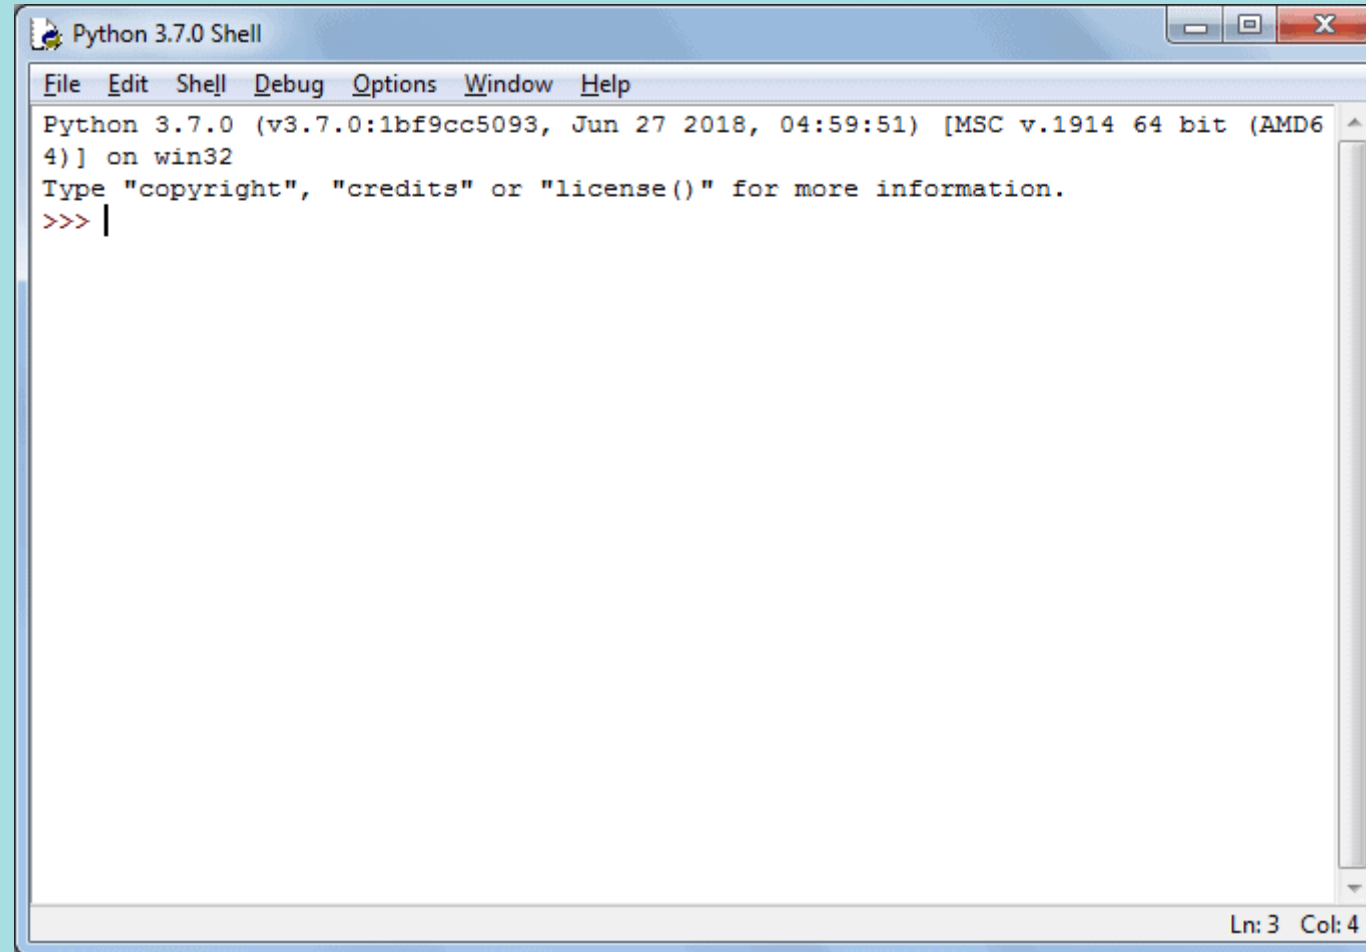 Python 3.7.0 Shell
File Edit Shell Debug Options Window Help
Python 3.7.0 (v3.7.0:1bf9cc5093, Jun 27 2018, 04:59:51) [MSC v.1914 64 bit (AMD6
4)] on win32
Type "copyright", "credits" or "license()" for more information.
>>>
Ln: 3 Col: 4